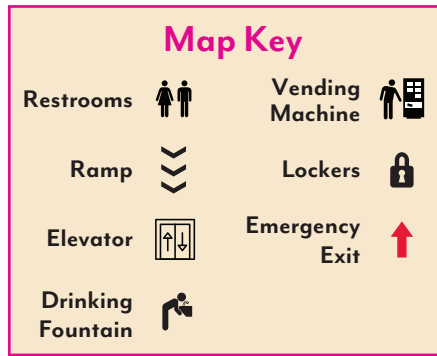 Map Key
Restrooms
Ramp
Elevator
Drinking
Fountain
Vending
Machine
Lockers
Emergency
Exit